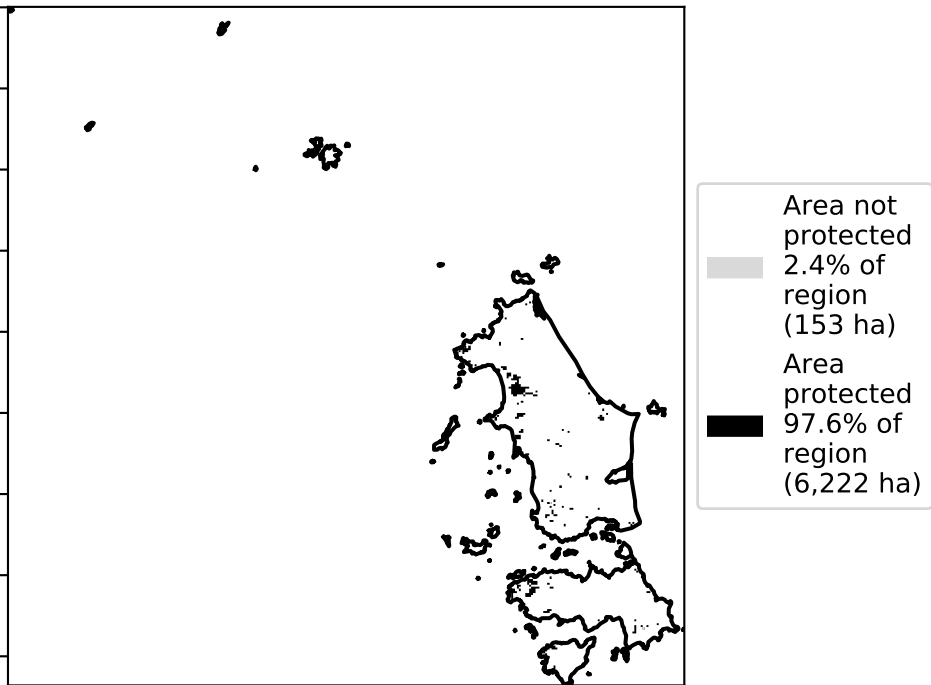 Area not
protected
2.4% of
region
(153 ha)
Area
protected
97.6% of
region
(6,222 ha)